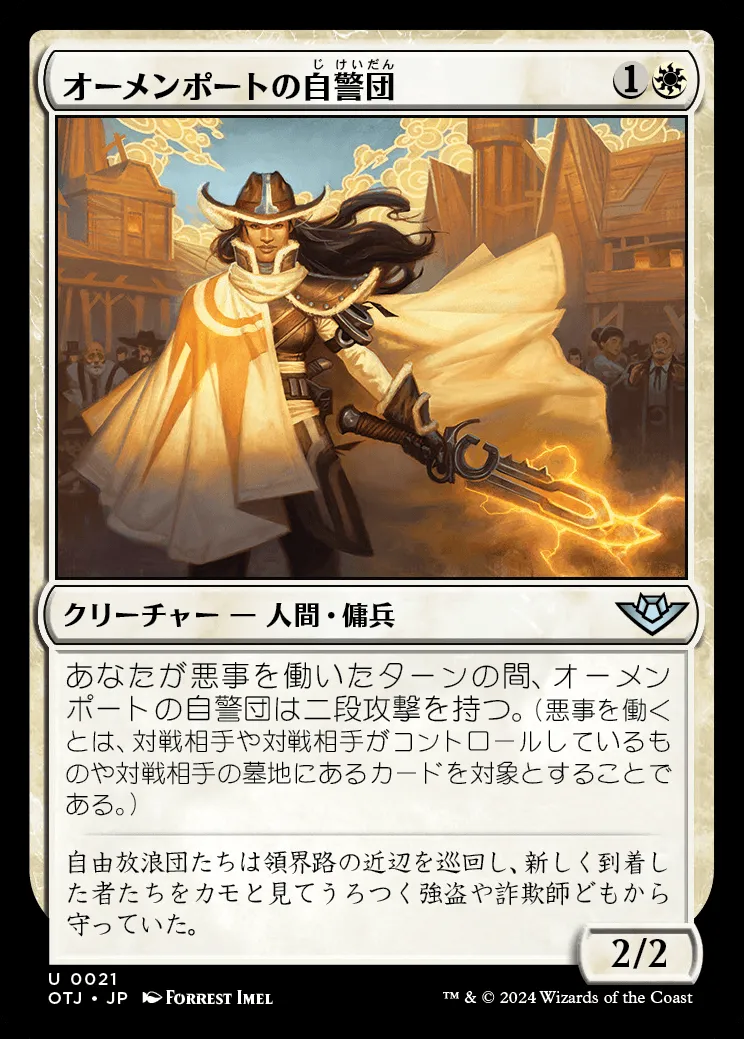 じけいだん
オーメンポートの自警団 1
クリーチャー — 人間・傭兵
あなたが悪事を働いたターンの間、オーメン
ポートの自警団は二段攻撃を持つ。（悪事を働く
とは、対戦相手や対戦相手がコントロールしているも
のや対戦相手の墓地にあるカードを対象とすることで
ある。）
自由放浪団たちは領界路の近辺を巡回し、新しく到着し
た者たちをカモと見てうろつく強盗や詐欺師どもから
守っていた。
2/2
U 0021
OTJ • JP Forrest Imel
™ & © 2024 Wizards of the Coast